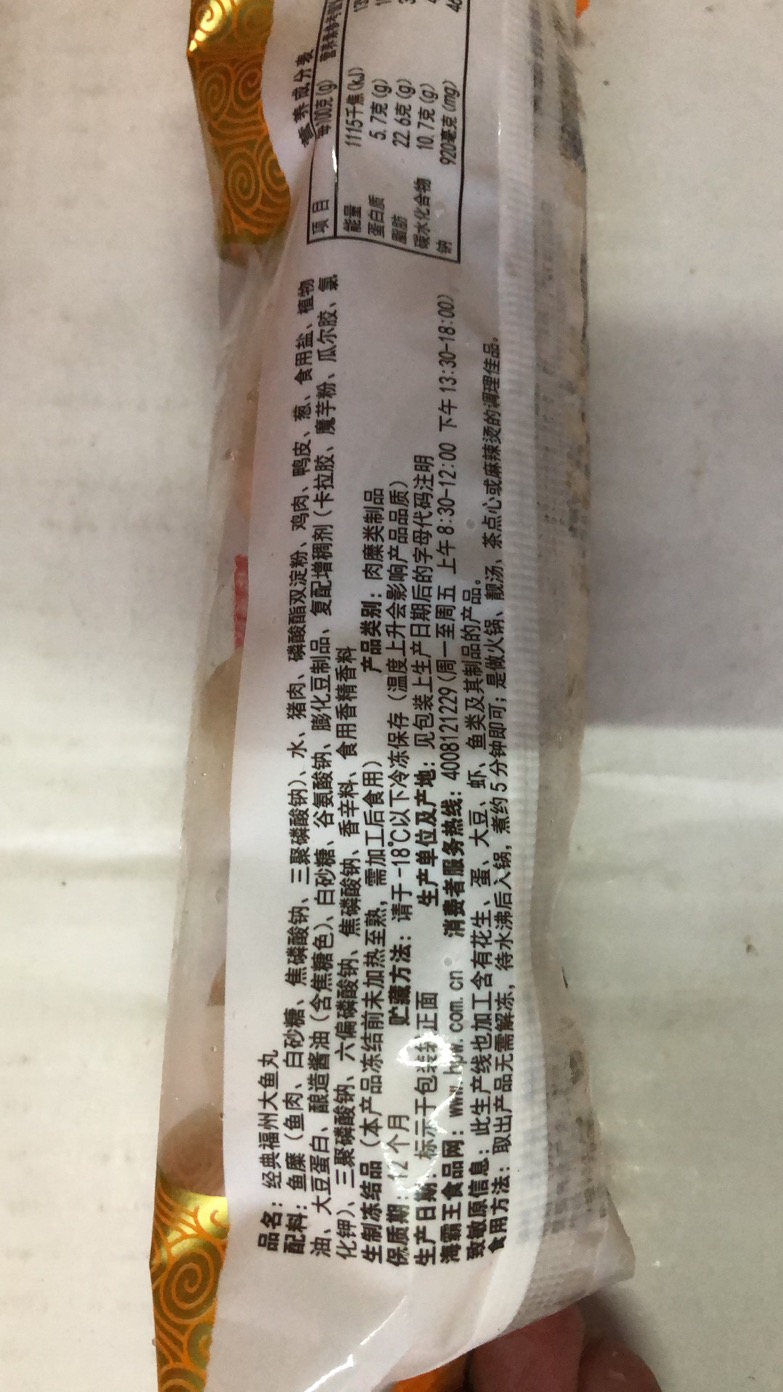 品名：经典福州大鱼丸
配料：鱼糜（鱼肉、白砂糖、焦磷酸钠、三聚磷酸钠）、水、猪肉、磷酸酯双淀粉、鸡肉、鸭皮、葱、食用盐、植物
油、大豆蛋白、酿造酱油（含焦糖色）、白砂糖、谷氨酸钠、膨化豆制品、复配增稠剂（卡拉胶、魔芋粉、瓜尔胶、氯
化钾）、三聚磷酸钠、六偏磷酸钠、焦磷酸钠、香辛料、食用香精香料
生制冻结品（本产品冻结前未加热至熟，需加工后食用） 产品类别：肉糜类制品
保质期：12个月 贮藏方法：请于-18℃以下冷冻保存（温度上升会影响产品品质）
生产日期：标示于包装袋正面 生产单位及产地：见包装上生产日期后的字母代码注明
海霸王食品网：www.hpw.com.cn 消费者服务热线：4008121229（周一至周五 上午8:30-12:00 下午13:30-18:00）
致敏原信息：此生产线也加工含有花生、蛋、大豆、虾、鱼类及其制品的产品。
食用方法：取出产品无需解冻，待水沸后入锅，煮约5分钟即可；是做火锅、靓汤、茶点心或麻辣烫的调理佳品。
营养成分表
项目 每100克(g) 营养素参考值
能量 1115千焦(kJ)
蛋白质 5.7克(g)
脂肪 22.6克(g)
碳水化合物 10.7克(g)
钠 920毫克(mg)